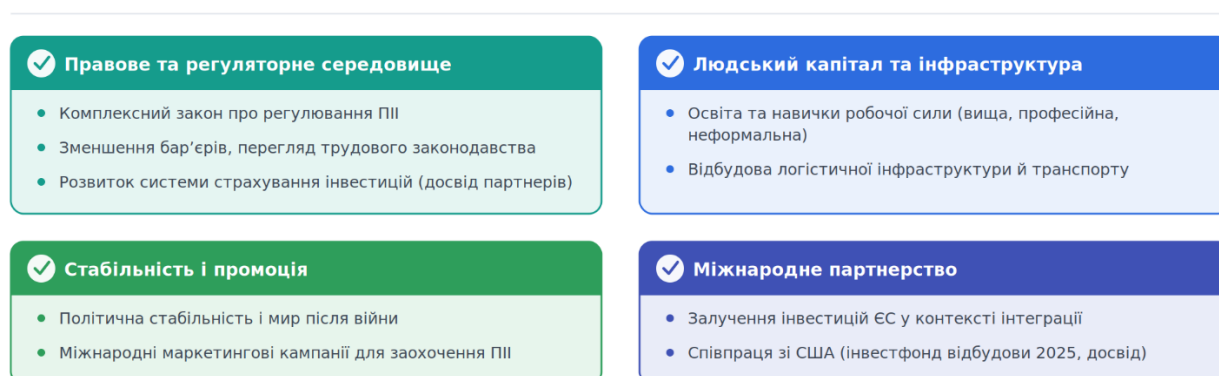 Правове та регуляторне середовище
Комплексний закон про регулювання ПІІ
Зменшення бар’єрів, перегляд трудового законодавства
Розвиток системи страхування інвестицій (досвід партнерів)
Людський капітал та інфраструктура
Освіта та навички робочої сили (вища, професійна,
неформальна)
Відбудова логістичної інфраструктури й транспорту
Стабільність і промоція
Політична стабільність і мир після війни
Міжнародні маркетингові кампанії для заохочення ПІІ
Міжнародне партнерство
Залучення інвестицій ЄС у контексті інтеграції
Співпраця зі США (інвестфонд відбудови 2025, досвід)